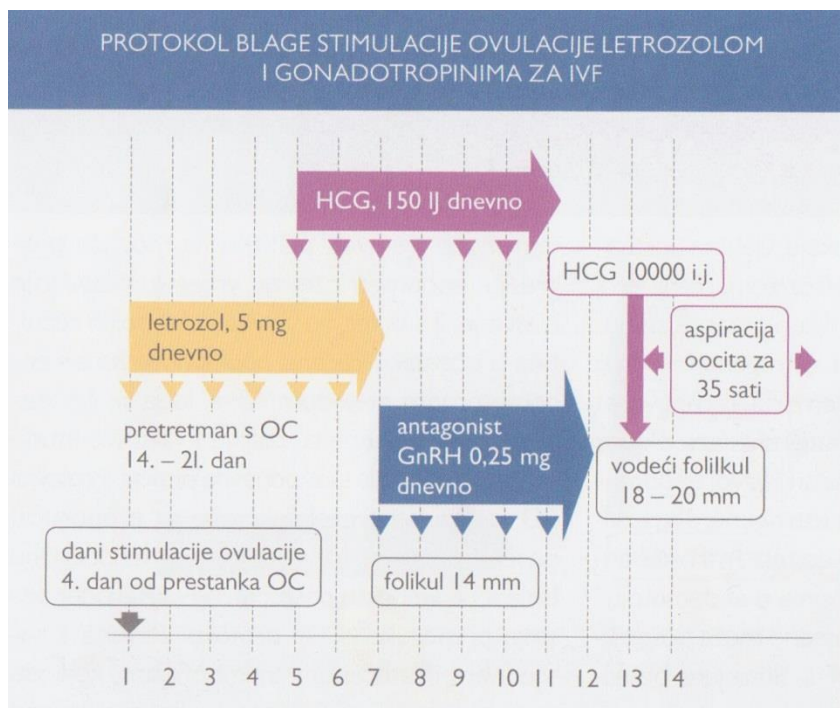 PROTOKOL BLAGE STIMULACIJE OVULACIJE LETROZOLOM
I GONADOTROPINIMA ZA IVF
HCG, 150 IJ dnevno
HCG 10000 i.j.
letrozol, 5 mg
dnevno
aspiracija
oocita za
35 sati
pretretman s OC
14. – 21. dan
antagonist
GnRH 0,25 mg
dnevno
vodeći folilkul
18 – 20 mm
dani stimulacije ovulacije
4. dan od prestanka OC
folikul 14 mm
1 2 3 4 5 6 7 8 9 10 11 12 13 14